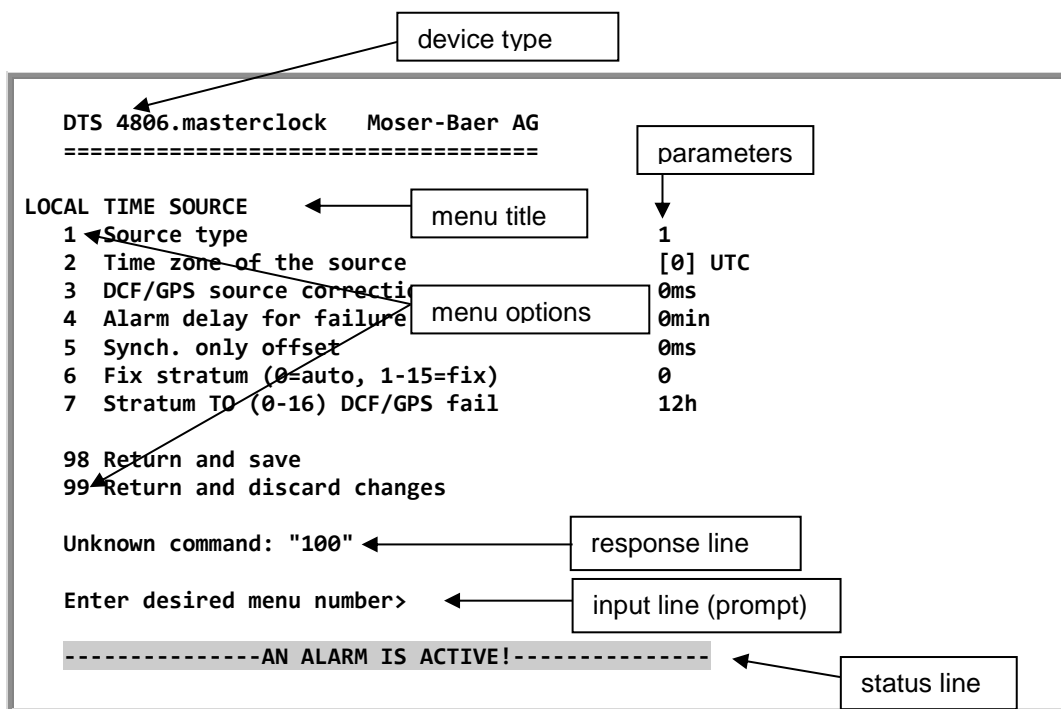 device type
DTS 4806.masterclock Moser-Baer AG
====================================
parameters
LOCAL TIME SOURCE
menu title
1 Source type 1
2 Time zone of the source [0] UTC
3 DCF/GPS source correctio 0ms
menu options
4 Alarm delay for failure 0min
5 Synch. only offset 0ms
6 Fix stratum (0=auto, 1-15=fix) 0
7 Stratum TO (0-16) DCF/GPS fail 12h
98 Return and save
99 Return and discard changes
Unknown command: "100"
response line
Enter desired menu number>
input line (prompt)
---------------AN ALARM IS ACTIVE!---------------
status line